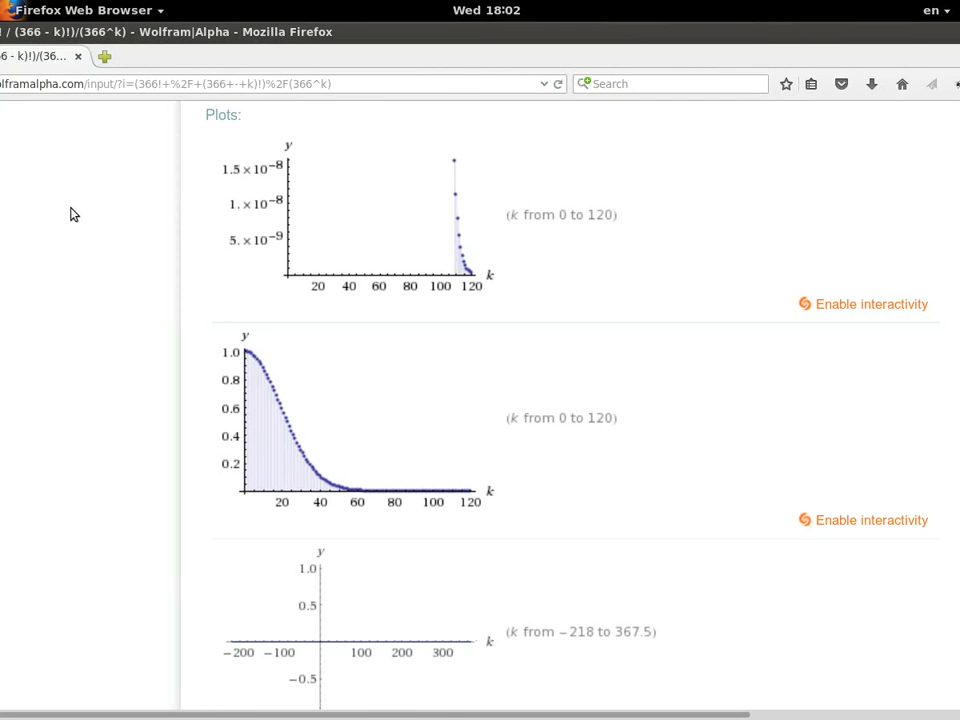 Firefox Web Browser
Wed 18:02
en
! / (366 - k)!)/(366^k) - Wolfram|Alpha - Mozilla Firefox
6 - k)!)/(36...
lframalpha.com/input/?i=(366!+%2F+(366+-+k)!)%2F(366^k)
Search
Plots:
y
1.5×10⁻⁸
1.×10⁻⁸
5.×10⁻⁹
20 40 60 80 100 120 k
(k from 0 to 120)
Enable interactivity
y
1.0
0.8
0.6
0.4
0.2
20 40 60 80 100 120 k
(k from 0 to 120)
Enable interactivity
y
1.0
0.5
−200 −100 100 200 300 k
−0.5
(k from −218 to 367.5)